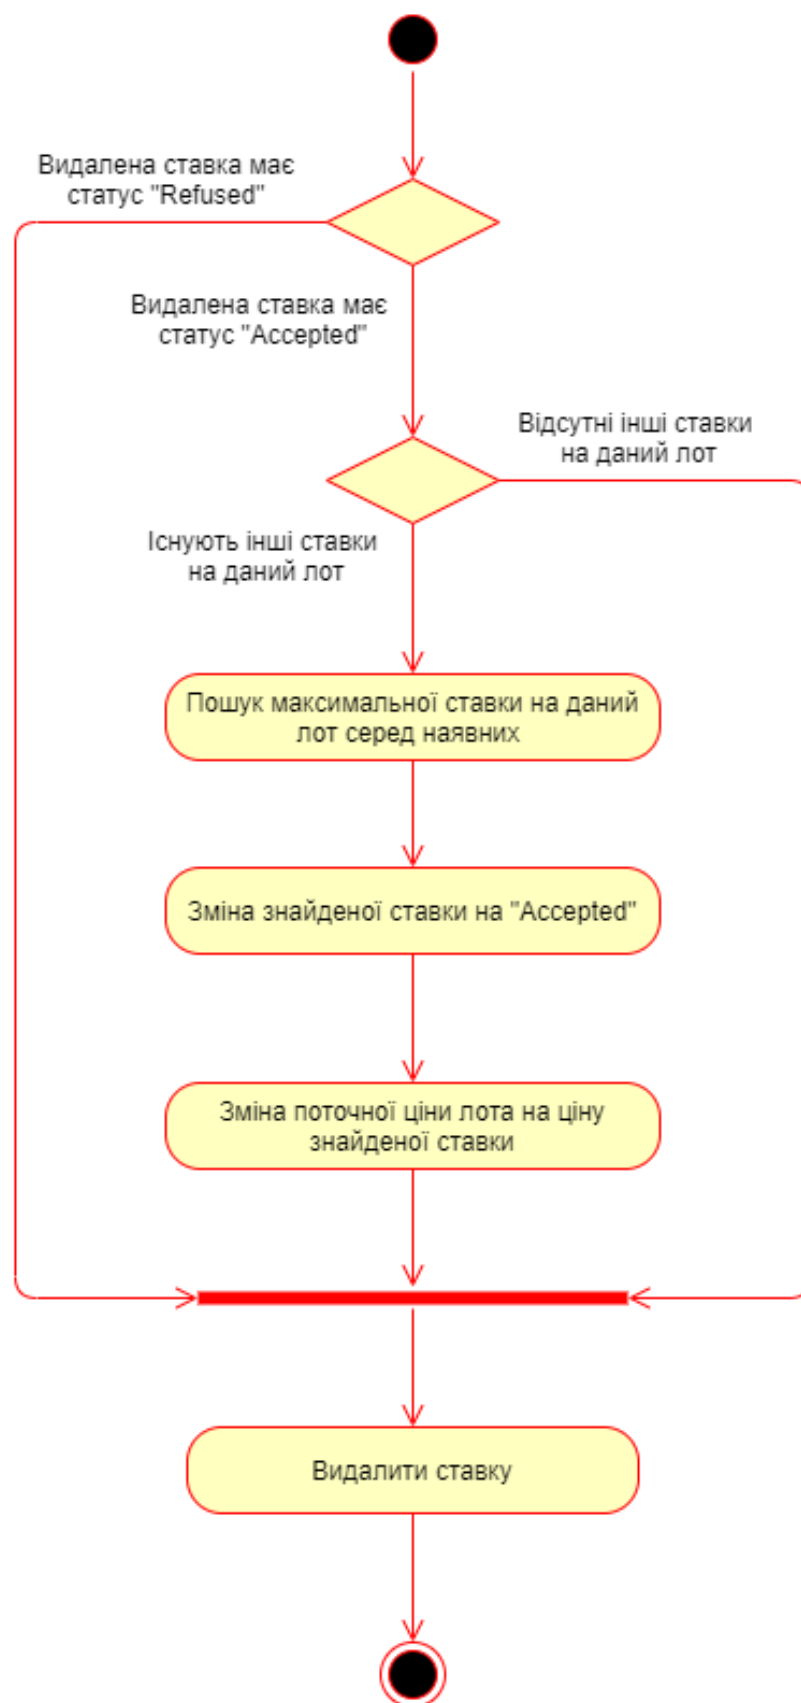 Видалена ставка має
статус "Refused"
Видалена ставка має
статус "Accepted"
Відсутні інші ставки
на даний лот
Існують інші ставки
на даний лот
Пошук максимальної ставки на даний
лот серед наявних
Зміна знайденої ставки на "Accepted"
Зміна поточної ціни лота на ціну
знайденої ставки
Видалити ставку